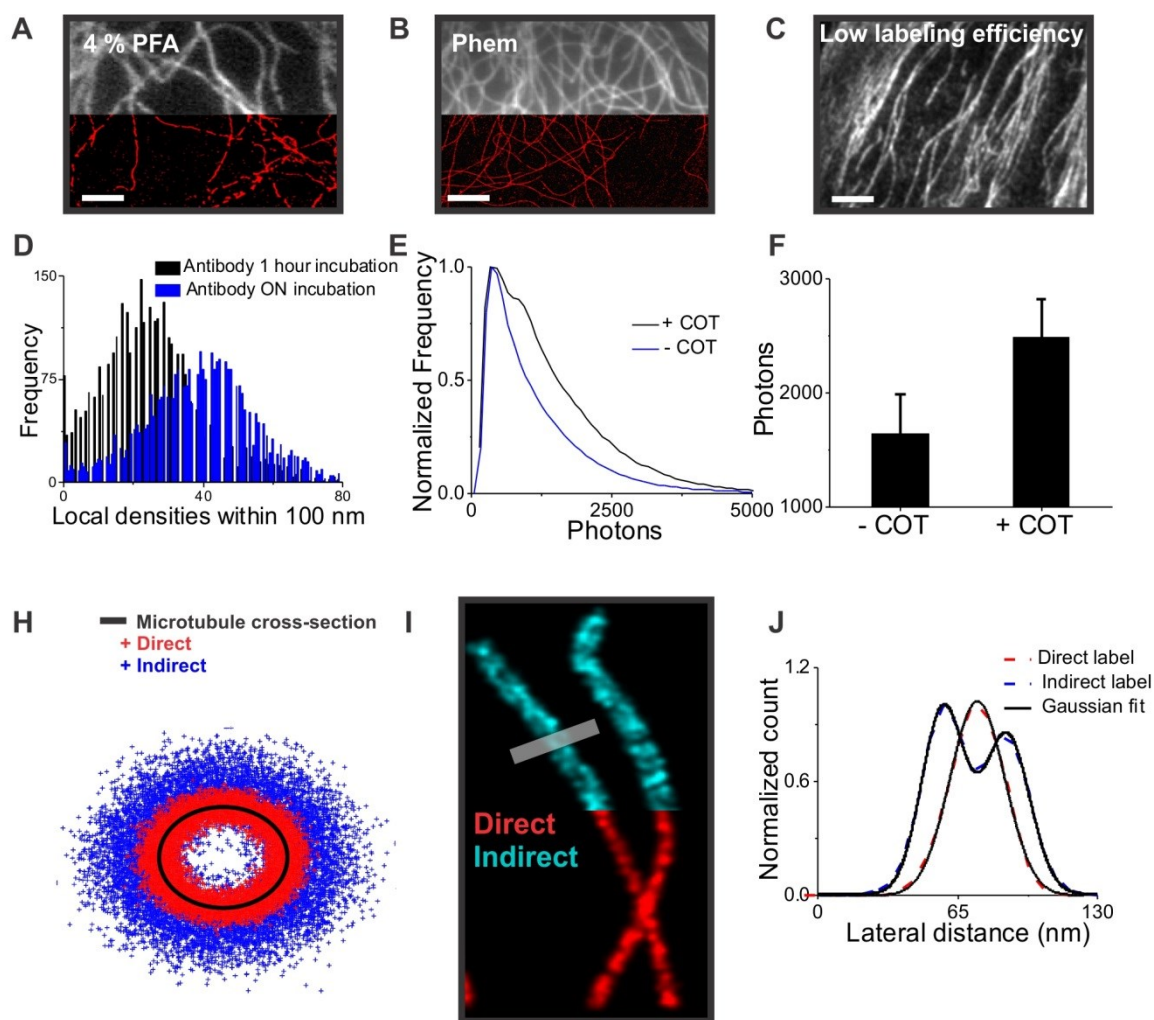 A
4 % PFA
B
Phem
C
Low labeling efficiency
D
Antibody 1 hour incubation
Antibody ON incubation
150
75
0
Frequency
0
40
80
Local densities within 100 nm
E
+ COT
- COT
1.0
0.5
0.0
Normalized Frequency
0
2500
5000
Photons
F
3000
2000
1000
Photons
- COT
+ COT
H
Microtubule cross-section
+ Direct
+ Indirect
I
Direct
Indirect
J
Direct label
Indirect label
Gaussian fit
1.2
0.6
0.0
Normalized count
0
65
130
Lateral distance (nm)